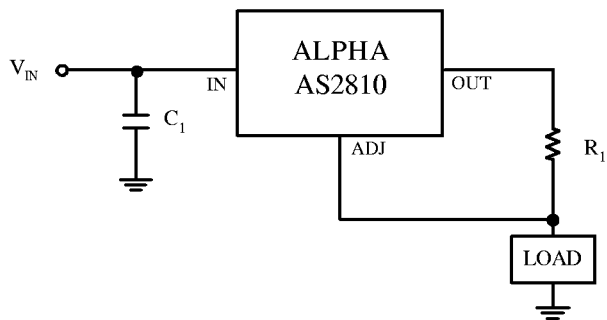 ALPHA
AS2810
V_IN
IN
OUT
C_1
ADJ
R_1
LOAD